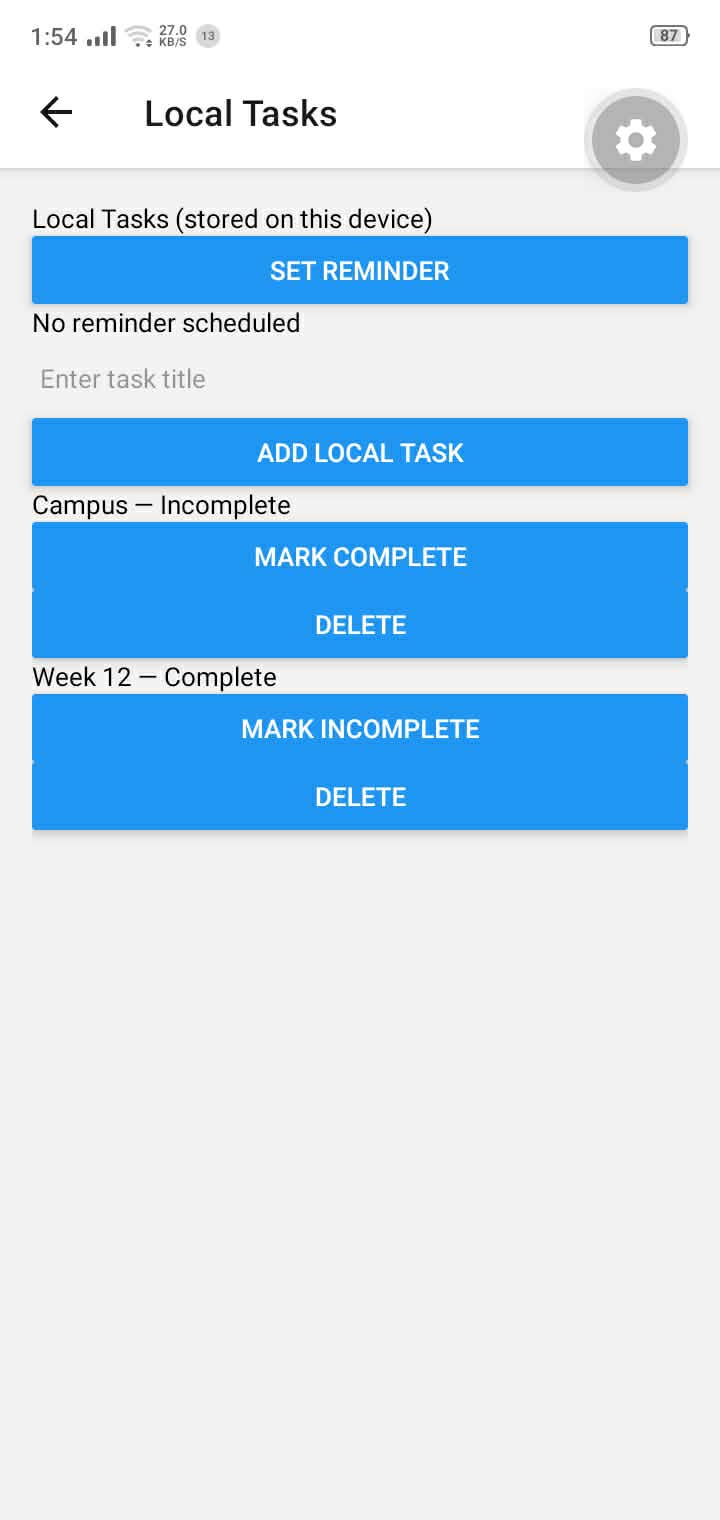 1:54 27.0 KB/S 13 87
Local Tasks
Local Tasks (stored on this device)
SET REMINDER
No reminder scheduled
Enter task title
ADD LOCAL TASK
Campus — Incomplete
MARK COMPLETE
DELETE
Week 12 — Complete
MARK INCOMPLETE
DELETE